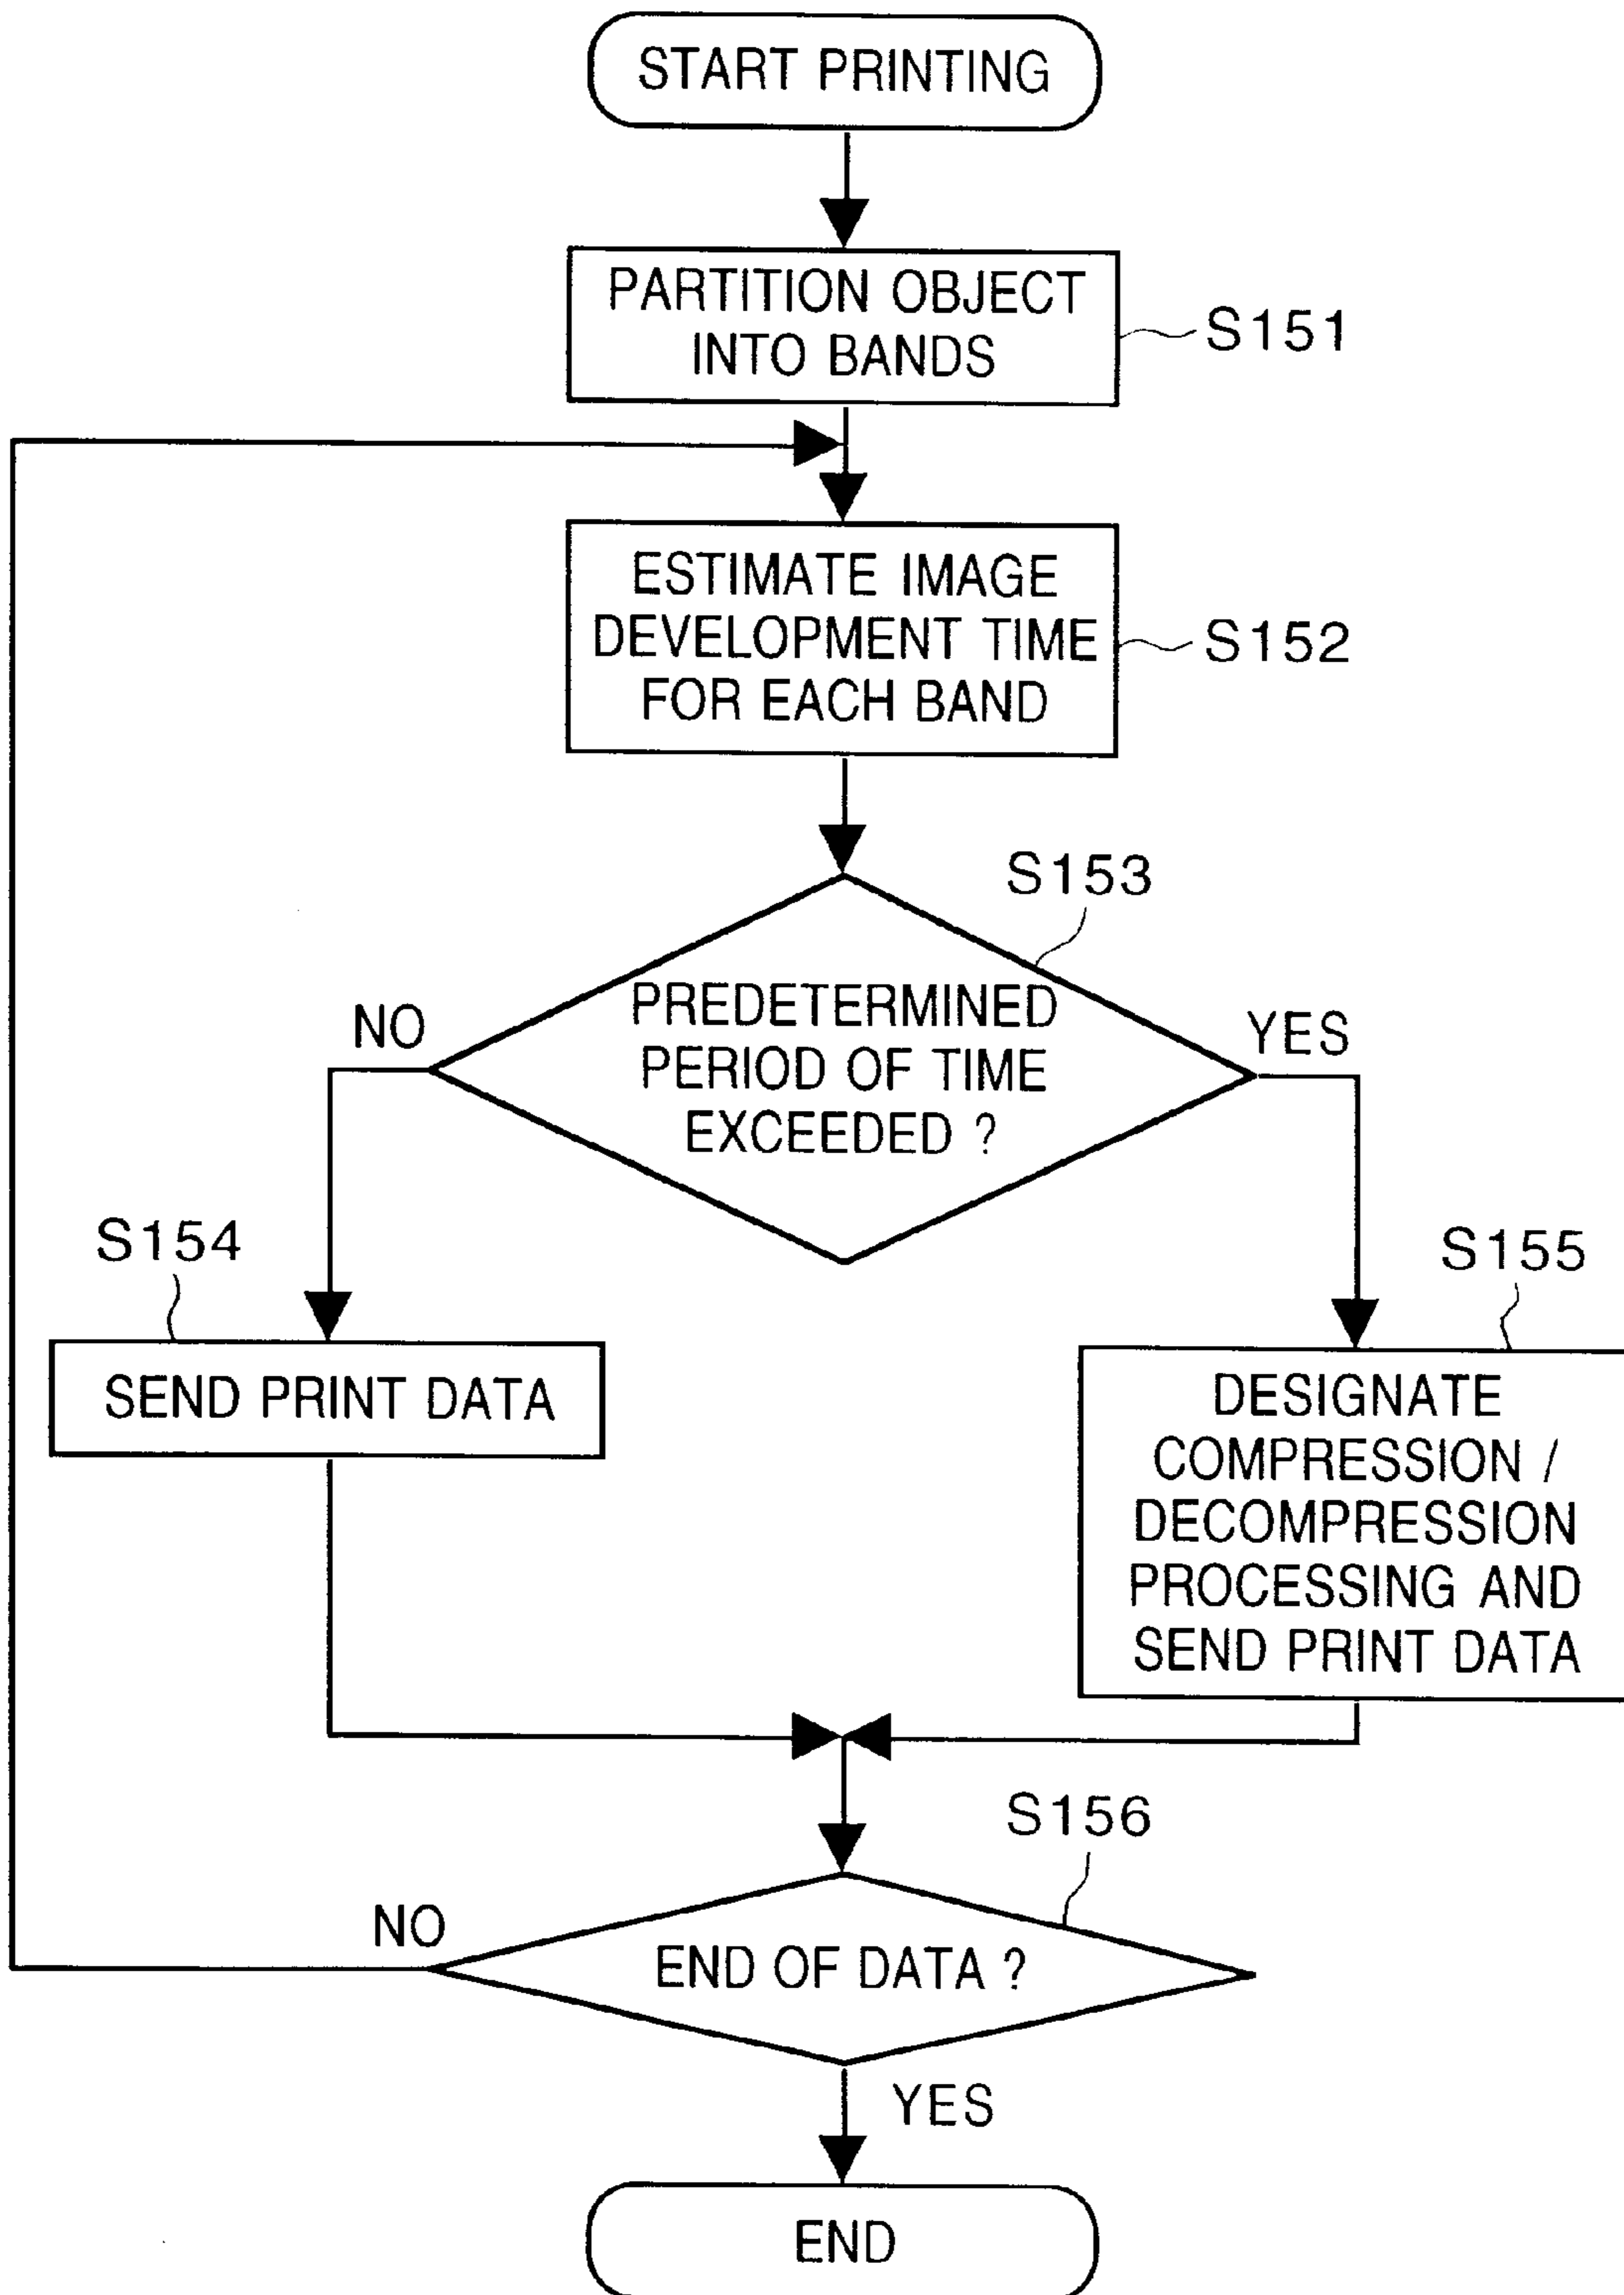 START PRINTING
PARTITION OBJECT
INTO BANDS
S151
ESTIMATE IMAGE
DEVELOPMENT TIME
FOR EACH BAND
S152
S153
PREDETERMINED
PERIOD OF TIME
EXCEEDED ?
NO
YES
S154
SEND PRINT DATA
S155
DESIGNATE
COMPRESSION /
DECOMPRESSION
PROCESSING AND
SEND PRINT DATA
S156
END OF DATA ?
NO
YES
END